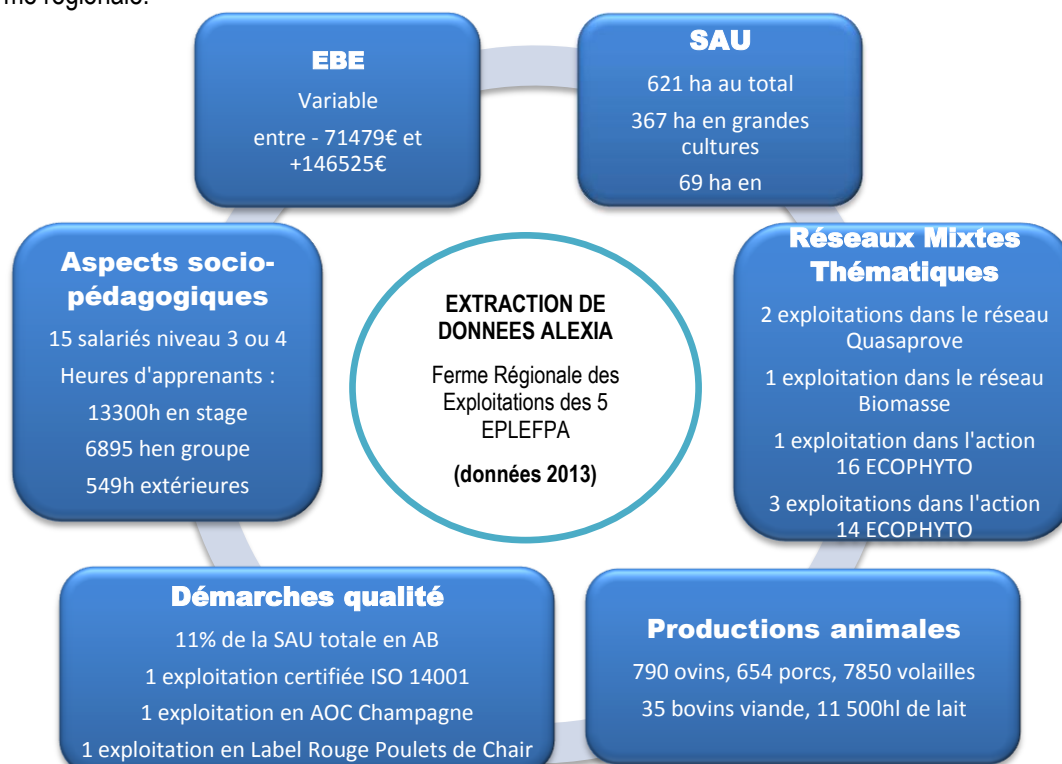 me régionale.
EBE
Variable
entre - 71479€ et
+146525€
SAU
621 ha au total
367 ha en grandes
cultures
69 ha en
Réseaux Mixtes
Thématiques
2 exploitations dans le réseau
Quasaprove
1 exploitation dans le réseau
Biomasse
1 exploitation dans l'action
16 ECOPHYTO
3 exploitations dans l'action
14 ECOPHYTO
Productions animales
790 ovins, 654 porcs, 7850 volailles
35 bovins viande, 11 500hl de lait
Démarches qualité
11% de la SAU totale en AB
1 exploitation certifiée ISO 14001
1 exploitation en AOC Champagne
1 exploitation en Label Rouge Poulets de Chair
Aspects socio-
pédagogiques
15 salariés niveau 3 ou 4
Heures d'apprenants :
13300h en stage
6895 hen groupe
549h extérieures
EXTRACTION DE
DONNEES ALEXIA
Ferme Régionale des
Exploitations des 5
EPLEFPA
(données 2013)